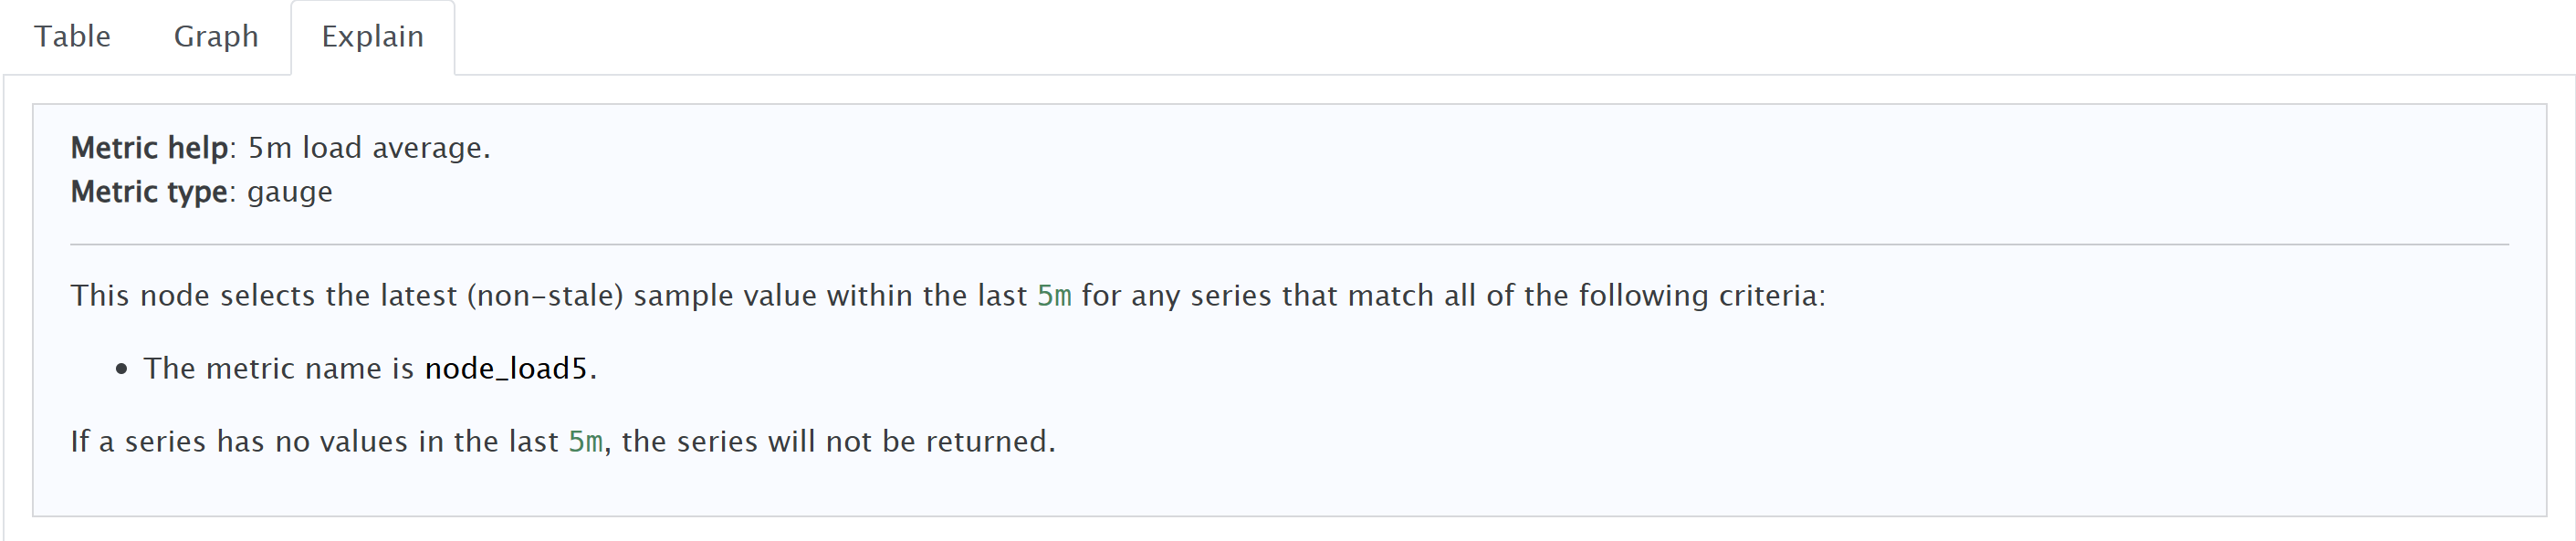 Table Graph Explain
Metric help: 5m load average.
Metric type: gauge
This node selects the latest (non-stale) sample value within the last 5m for any series that match all of the following criteria:
• The metric name is node_load5.
If a series has no values in the last 5m, the series will not be returned.